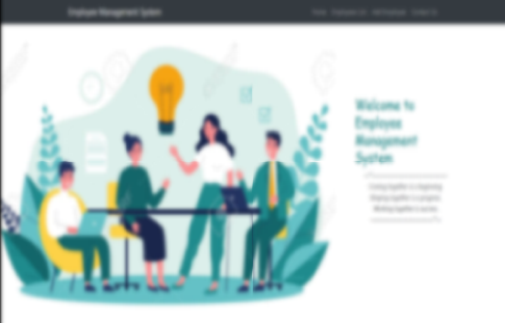 Employee Management System
Home Employees List Add Employee Contact Us
Welcome to
Employee
Management
System
Coming together is a beginning.
Keeping together is progress.
Working together is success.